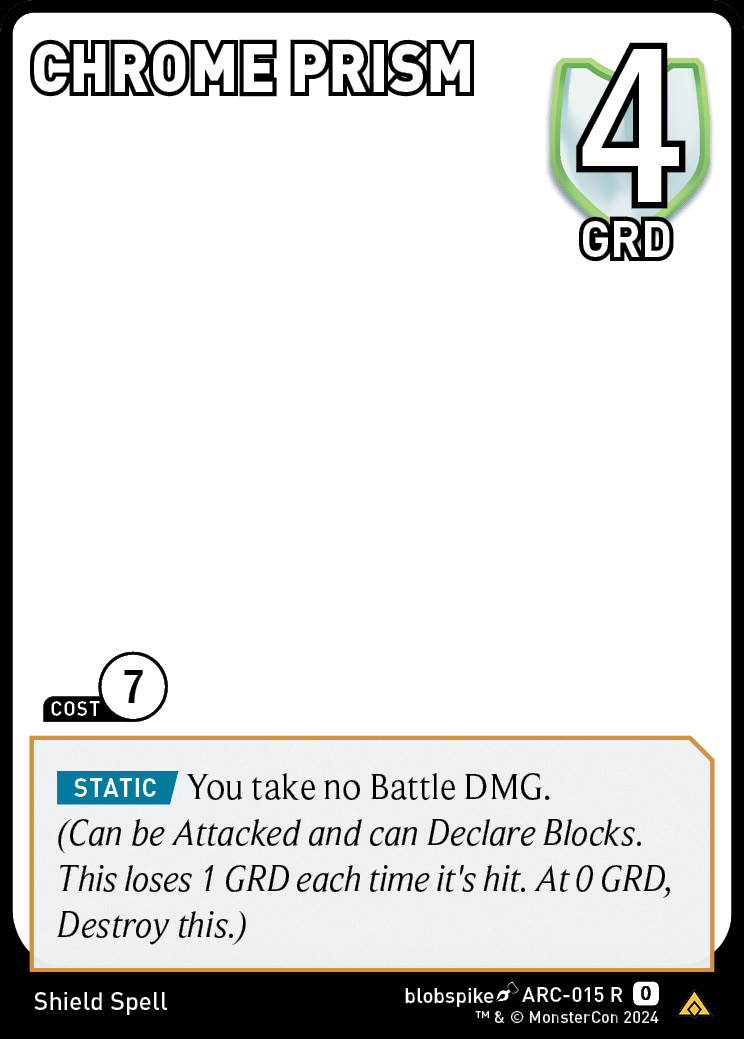 CHROME PRISM
4
GRD
7
COST
STATIC You take no Battle DMG.
(Can be Attacked and can Declare Blocks.
This loses 1 GRD each time it's hit. At 0 GRD,
Destroy this.)
Shield Spell
blobspike ARC-015 R 0
™ & © MonsterCon 2024